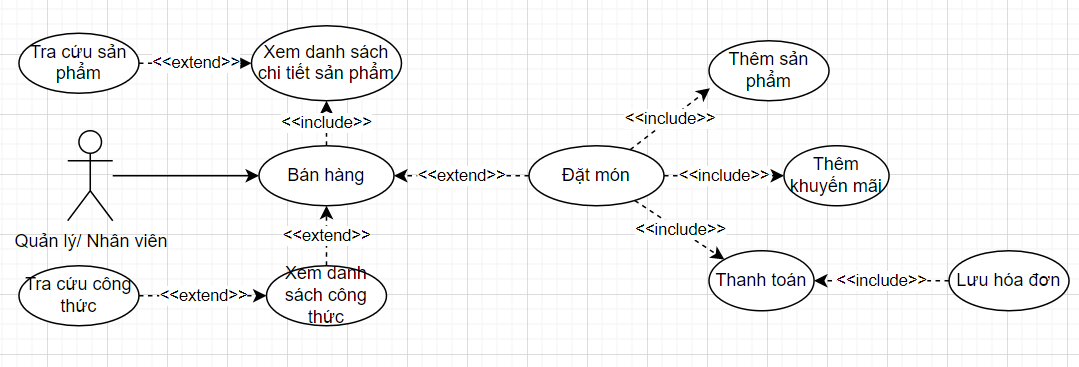 Tra cứu sản
phẩm
<<extend>>
Xem danh sách
chi tiết sản phẩm
Thêm sản
phẩm
<<include>>
<<include>>
Bán hàng
<<extend>>
Đặt món
<<include>>
Thêm
khuyến mãi
Quản lý/ Nhân viên
<<extend>>
<<include>>
Tra cứu công
thức
<<extend>>
Xem danh
sách công
thức
Thanh toán
<<include>>
Lưu hóa đơn